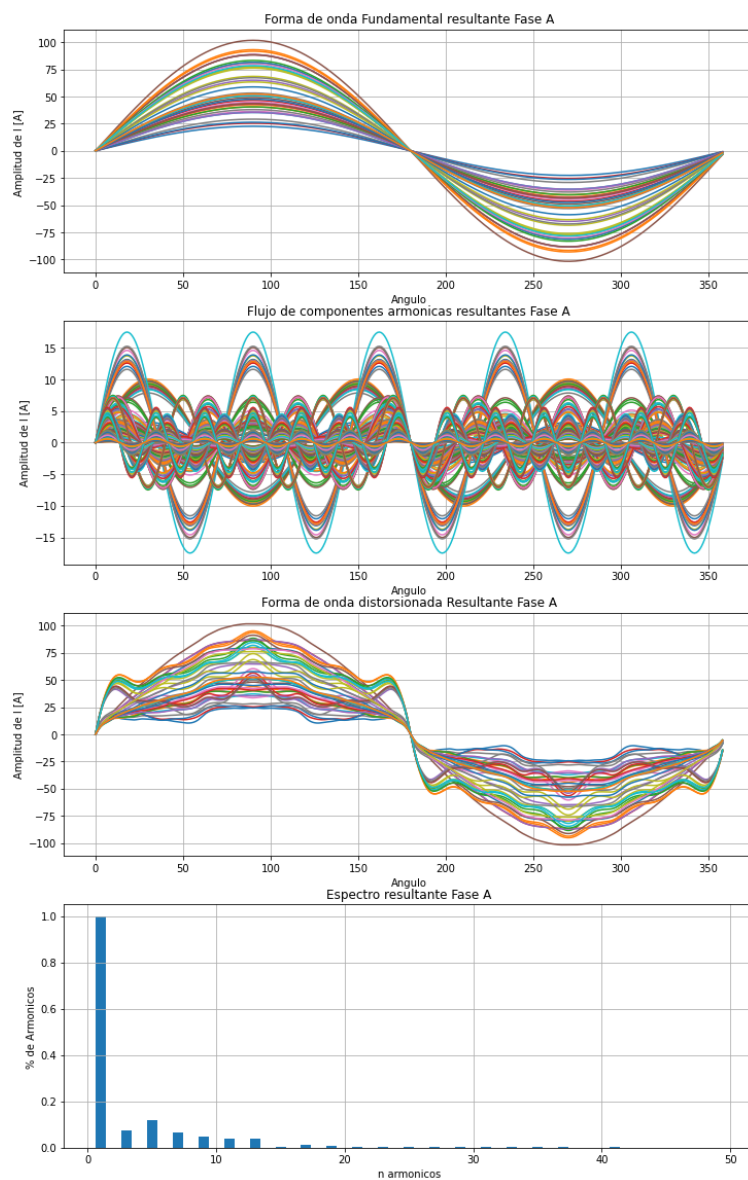 Forma de onda Fundamental resultante Fase A
100
75
50
25
0
−25
−50
−75
−100
Amplitud de I [A]
0 50 100 150 200 250 300 350
Angulo
Flujo de componentes armonicas resultantes Fase A
15
10
5
0
−5
−10
−15
Amplitud de I [A]
0 50 100 150 200 250 300 350
Angulo
Forma de onda distorsionada Resultante Fase A
100
75
50
25
0
−25
−50
−75
−100
Amplitud de I [A]
0 50 100 150 200 250 300 350
Angulo
Espectro resultante Fase A
1.0
0.8
0.6
0.4
0.2
0.0
% de Armonicos
0 10 20 30 40 50
n armonicos